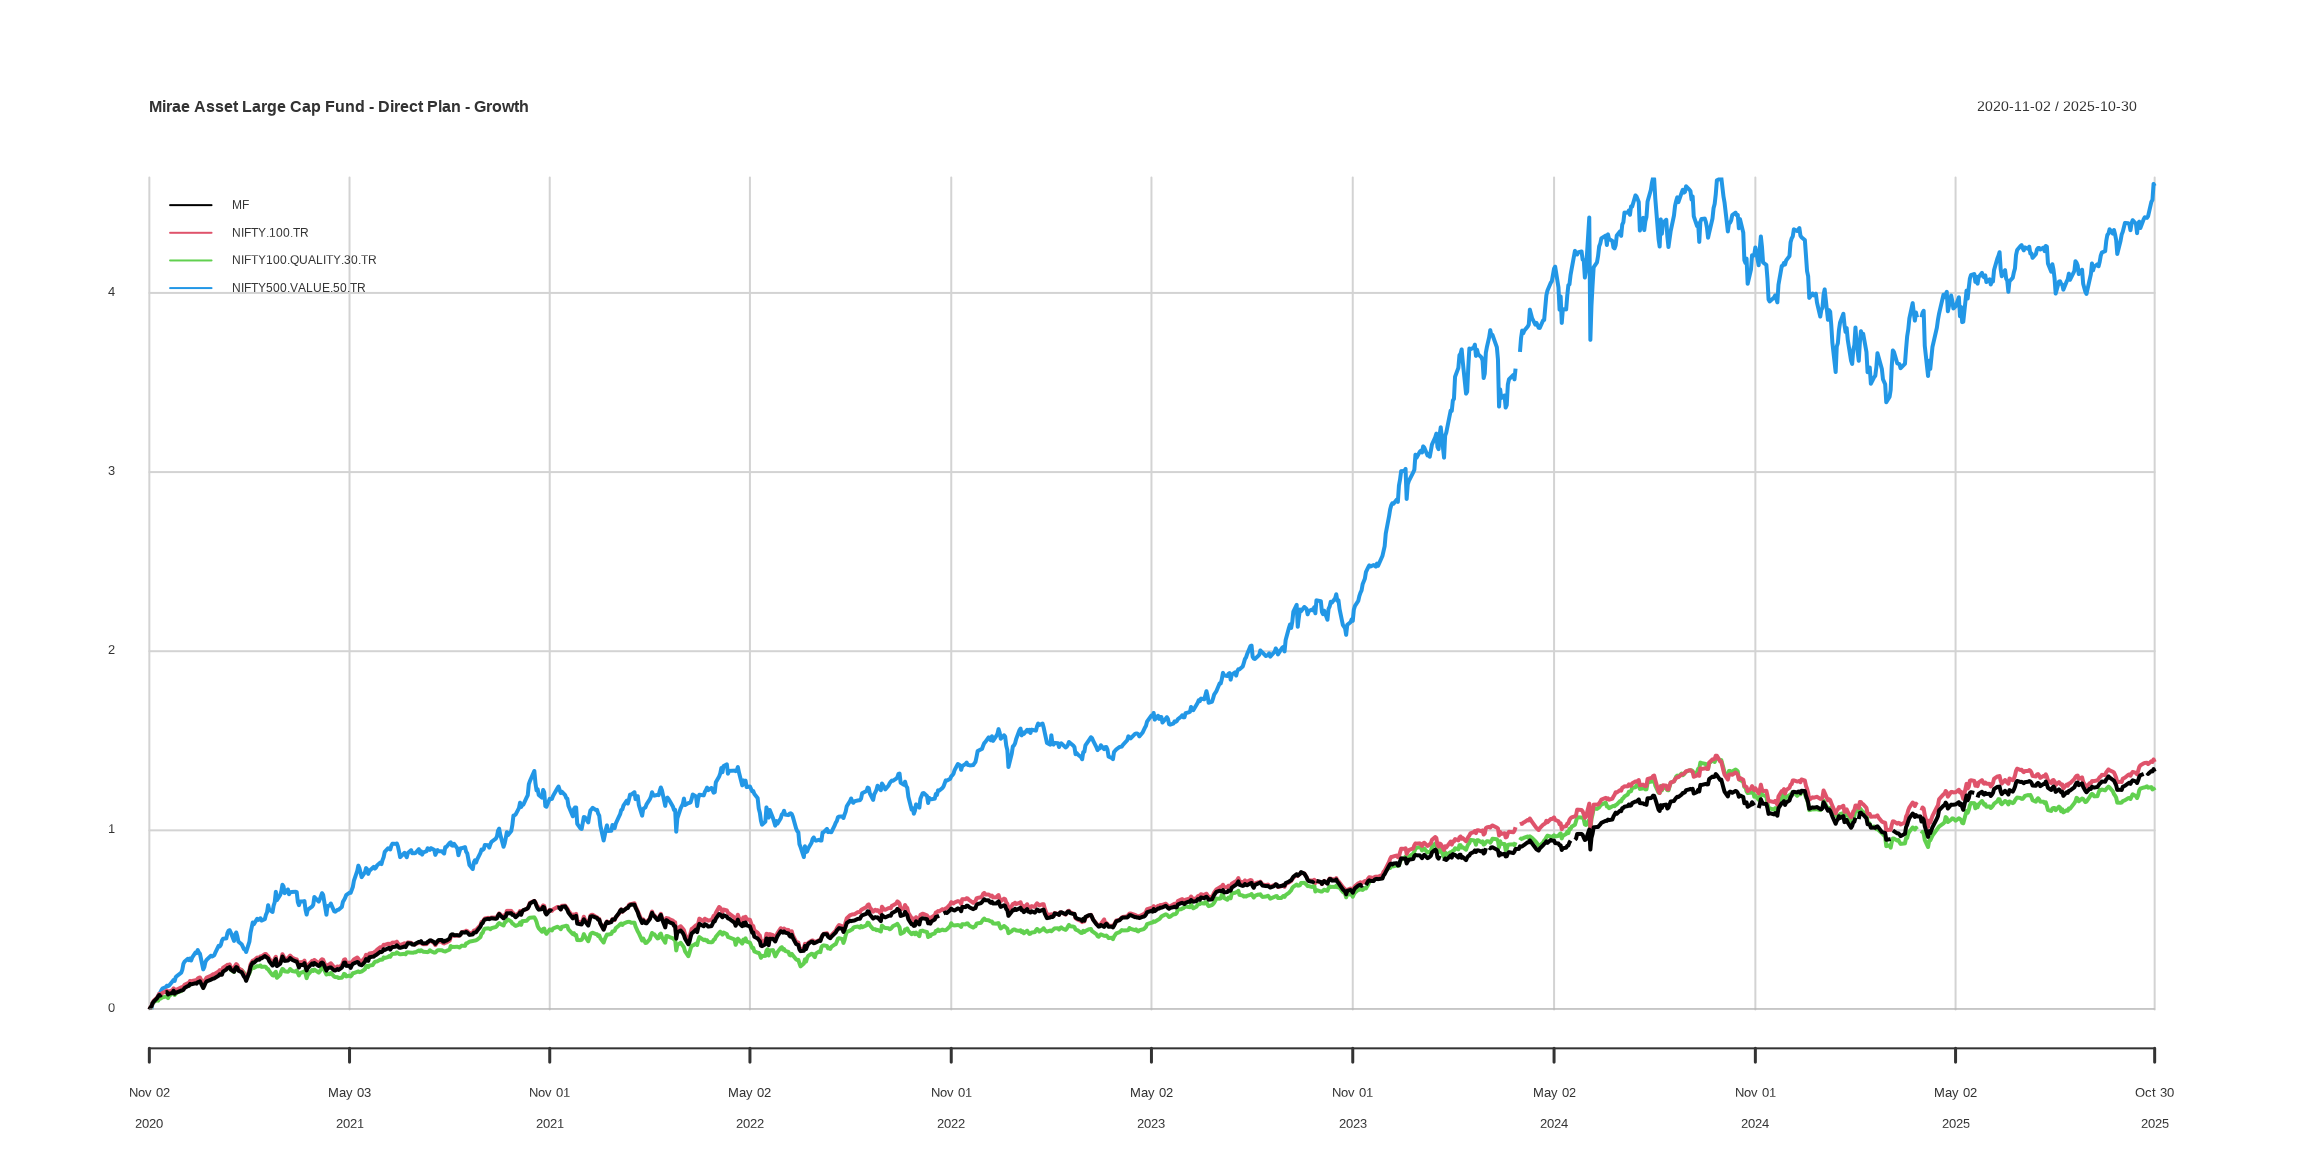 Mirae Asset Large Cap Fund - Direct Plan - Growth
2020-11-02 / 2025-10-30
MF
NIFTY.100.TR
NIFTY100.QUALITY.30.TR
NIFTY500.VALUE.50.TR
4
3
2
1
0
Nov 02 May 03 Nov 01 May 02 Nov 01 May 02 Nov 01 May 02 Nov 01 May 02 Oct 30
2020 2021 2021 2022 2022 2023 2023 2024 2024 2025 2025